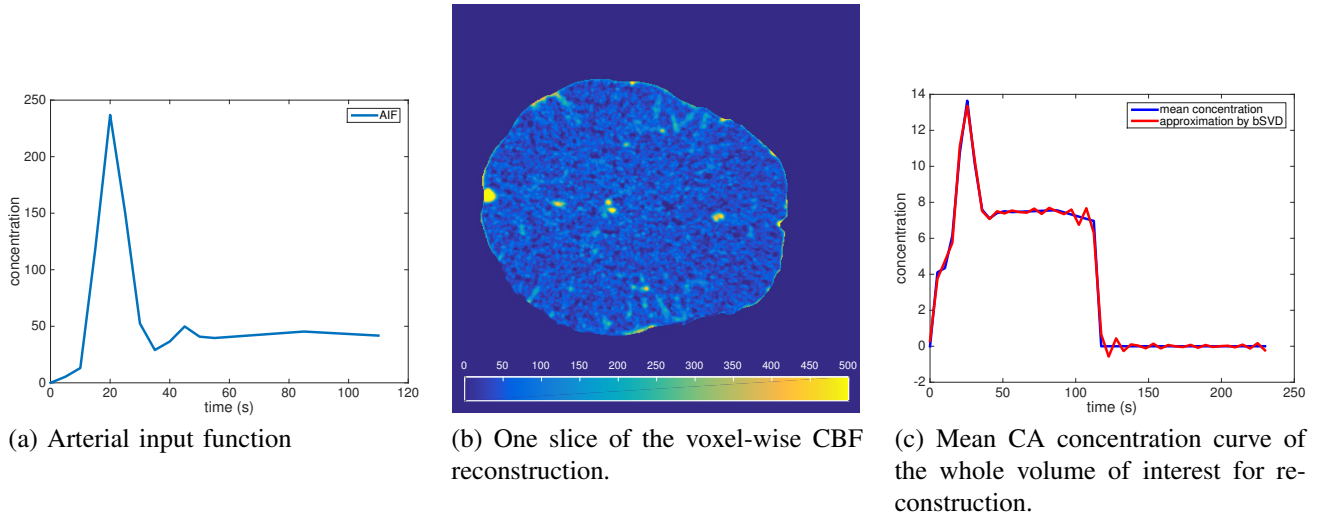 250
200
150
100
50
0
concentration
AIF
0 20 40 60 80 100 120
time (s)
(a) Arterial input function
0 50 100 150 200 250 300 350 400 450 500
(b) One slice of the voxel-wise CBF
reconstruction.
14
12
10
8
6
4
2
0
-2
concentration
mean concentration
approximation by bSVD
0 50 100 150 200 250
time (s)
(c) Mean CA concentration curve of
the whole volume of interest for re-
construction.